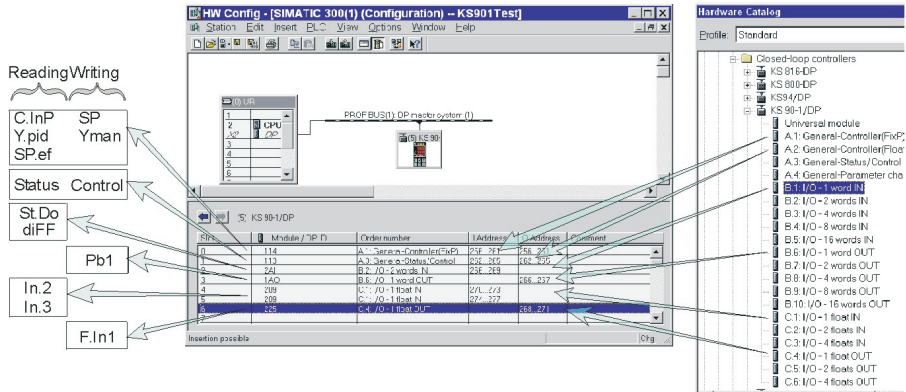 HW Config - [SIMATIC 300(1) (Configuration) -- KS901Test]
Station Edit Insert PLC View Options Window Help
Reading Writing
C.InP SP
Y.pid Yman
SP.ef
Status Control
St.Do
diFF
Pb1
In.2
In.3
F.In1
(0) UR
1
2 CPU
X2 DP
3
4
5
6
PROFIBUS(1): DP master system (1)
(5) KS 90-
(5) KS 90-1/DP
Module / DP ID Order number I Address Q Address Comment
0 114
113 A.3: General-Status/Control
2 2AI B.2: I/O - 2 words IN
3 1AO B.6: I/O - 1 word OUT
4 209 C.1: I/O - 1 float IN
5 209 C.1: I/O - 1 float IN
6 225 C.4: I/O - 1 float OUT 268...271
Insertion possible Chg
Hardware Catalog
Profile: Standard
Closed-loop controllers
KS 816-DP
KS 800-DP
KS94/DP
KS 90-1/DP
Universal module
A.1: General-Controller(FixP)
A.2: General-Controller(Float
A.3: General-Status/Control
A.4: General-Parameter cha
B.1: I/O - 1 word IN
B.2: I/O - 2 words IN
B.3: I/O - 4 words IN
B.4: I/O - 8 words IN
B.5: I/O - 16 words IN
B.6: I/O - 1 word OUT
B.7: I/O - 2 words OUT
B.8: I/O - 4 words OUT
B.9: I/O - 8 words OUT
B.10: I/O - 16 words OUT
C.1: I/O - 1 float IN
C.2: I/O - 2 floats IN
C.3: I/O - 4 floats IN
C.4: I/O - 1 float OUT
C.5: I/O - 2 floats OUT
C.6: I/O - 4 floats OUT